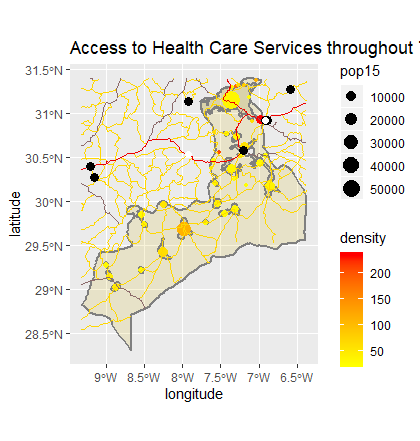 Access to Health Care Services throughout
31.5°N
31°N
30.5°N
30°N
29.5°N
29°N
28.5°N
latitude
9°W
8.5°W
8°W
7.5°W
7°W
6.5°W
longitude
pop15
10000
20000
30000
40000
50000
density
200
150
100
50